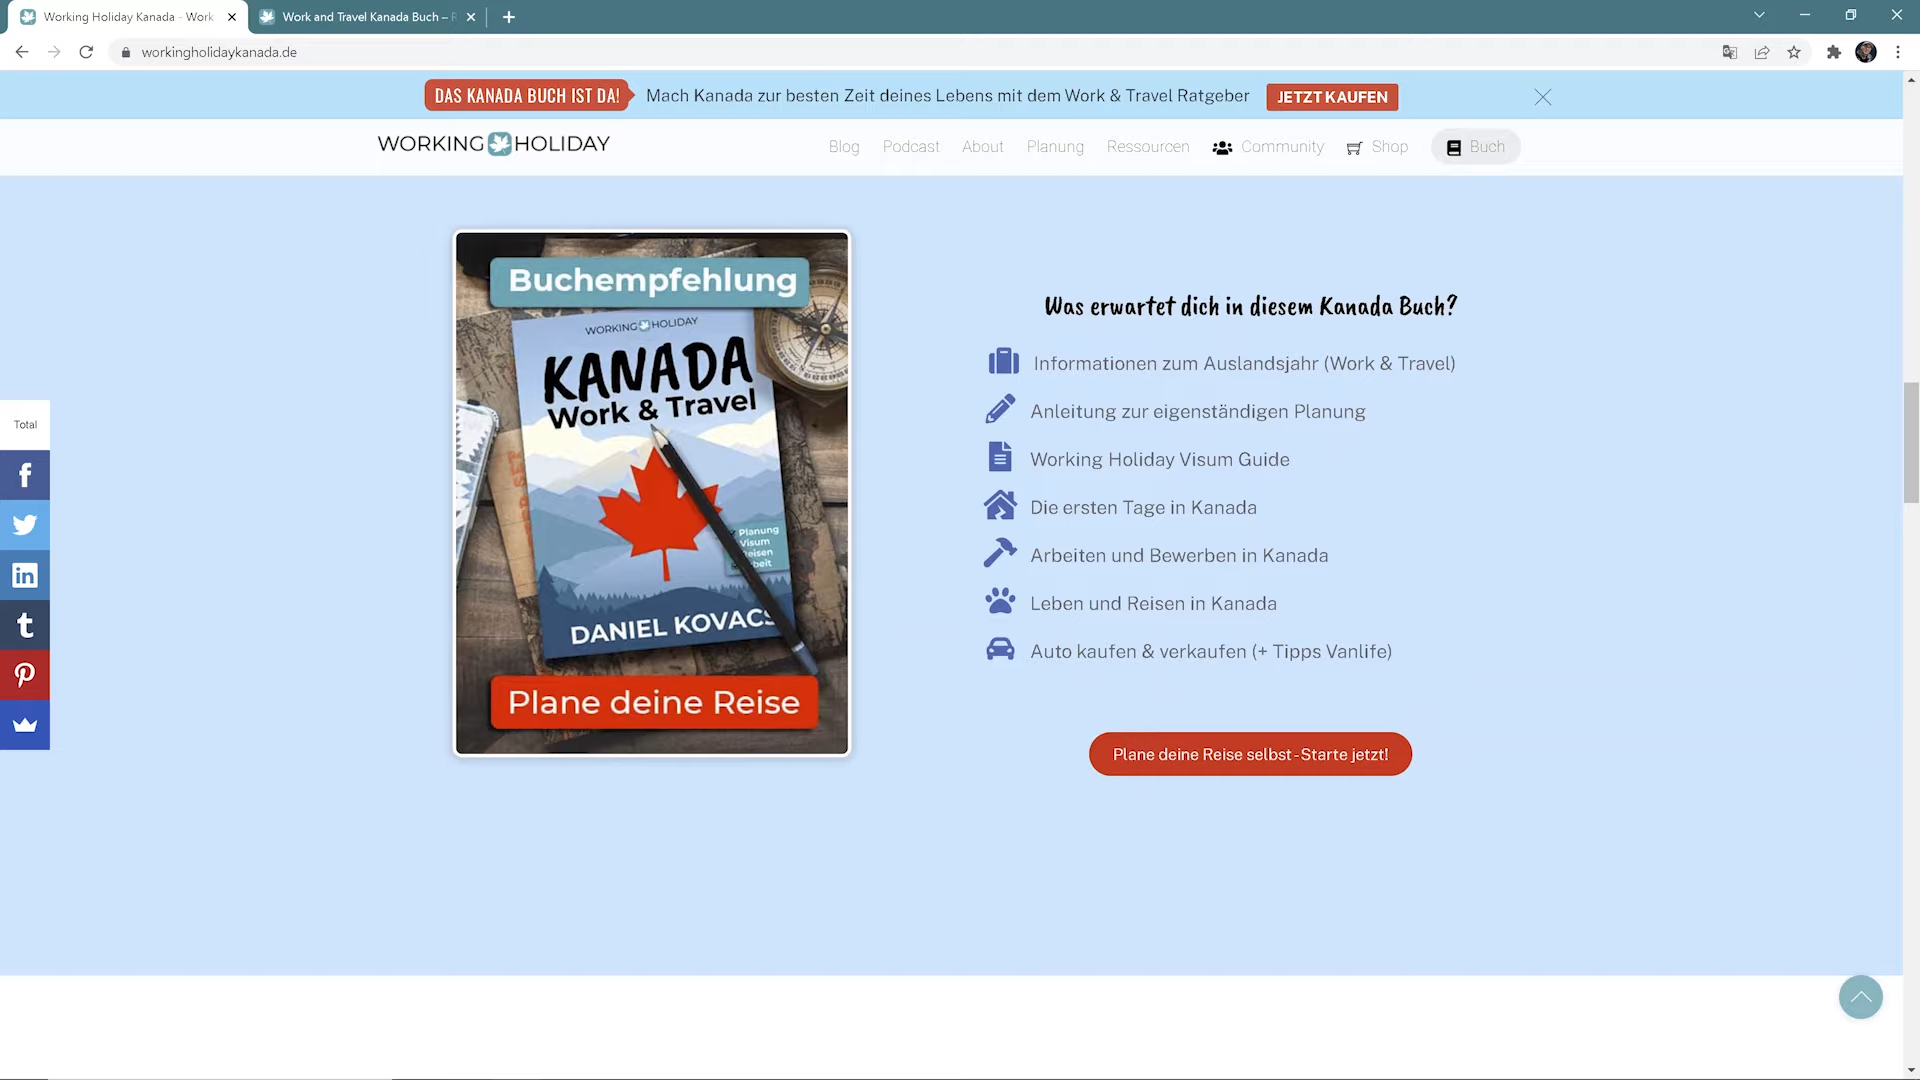 Working Holiday Kanada - Work
Work and Travel Kanada Buch –
workingholidaykanada.de
DAS KANADA BUCH IST DA! Mach Kanada zur besten Zeit deines Lebens mit dem Work & Travel Ratgeber JETZT KAUFEN
WORKING HOLIDAY
Blog Podcast About Planung Ressourcen Community Shop Buch
Buchempfehlung
WORKING HOLIDAY
KANADA
Work & Travel
Planung
Visum
DANIEL KOVACS
Plane deine Reise
Was erwartet dich in diesem Kanada Buch?
Informationen zum Auslandsjahr (Work & Travel)
Anleitung zur eigenständigen Planung
Working Holiday Visum Guide
Die ersten Tage in Kanada
Arbeiten und Bewerben in Kanada
Leben und Reisen in Kanada
Auto kaufen & verkaufen (+ Tipps Vanlife)
Plane deine Reise selbst - Starte jetzt!
Total